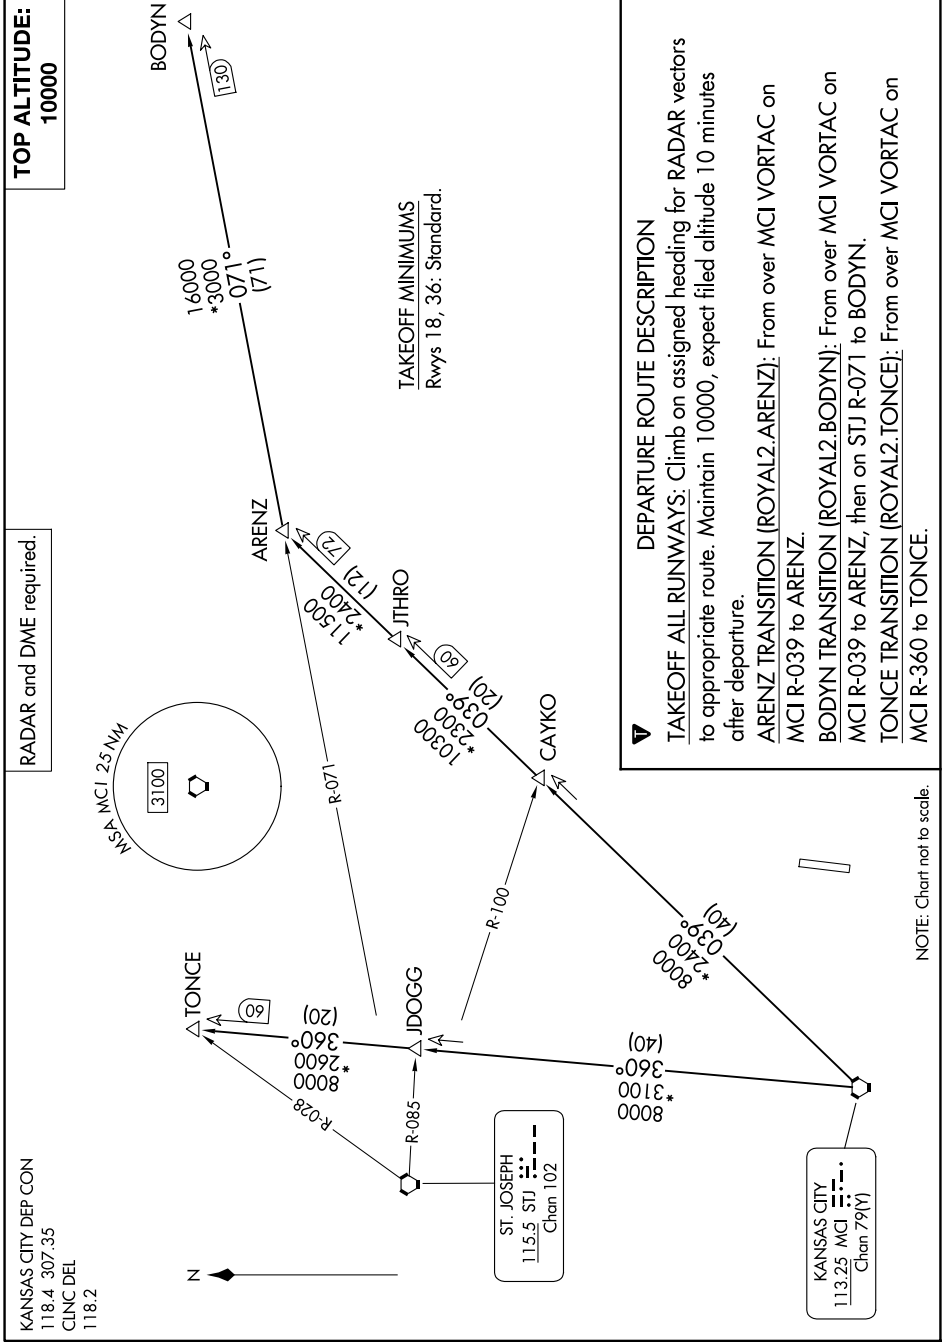 KANSAS CITY DEP CON
118.4 307.35
CLNC DEL
118.2
RADAR and DME required.
TOP ALTITUDE:
10000
N
MSA MCI 25 NM
3100
TONCE
60
8000
*2600
360°
(20)
R-028
JDOGG
R-085
ST. JOSEPH
115.5 STJ
Chan 102
8000
*3100
360°
(40)
KANSAS CITY
113.25 MCI
Chan 79(Y)
8000
*2400
039°
(40)
R-100
CAYKO
10300
*2300
039°
(20)
JTHRO
60
11500
*2400
(12)
R-071
ARENZ
72
16000
*3000
071°
(71)
BODYN
130
TAKEOFF MINIMUMS
Rwys 18, 36: Standard.
NOTE: Chart not to scale.
T
DEPARTURE ROUTE DESCRIPTION
TAKEOFF ALL RUNWAYS: Climb on assigned heading for RADAR vectors
to appropriate route. Maintain 10000, expect filed altitude 10 minutes
after departure.
ARENZ TRANSITION (ROYAL2.ARENZ): From over MCI VORTAC on
MCI R-039 to ARENZ.
BODYN TRANSITION (ROYAL2.BODYN): From over MCI VORTAC on
MCI R-039 to ARENZ, then on STJ R-071 to BODYN.
TONCE TRANSITION (ROYAL2.TONCE): From over MCI VORTAC on
MCI R-360 to TONCE.